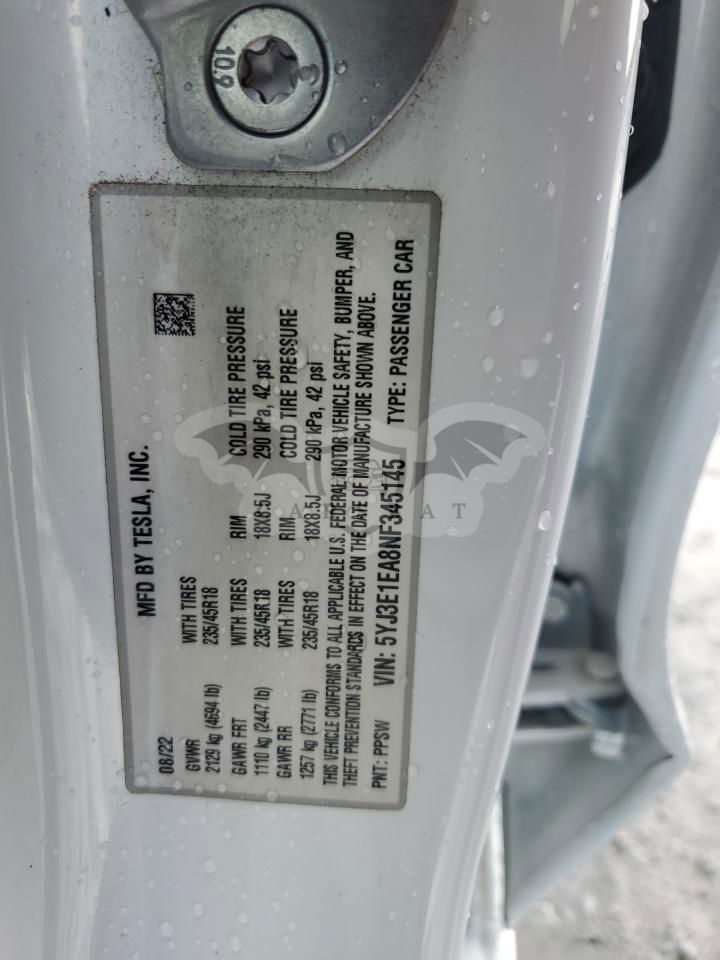 10.9
MFD BY TESLA, INC.
08/22
GVWR WITH TIRES RIM COLD TIRE PRESSURE
2129 kg (4694 lb) 235/45R18 18X8.5J 290 kPa, 42 psi
GAWR FRT WITH TIRES RIM COLD TIRE PRESSURE
1110 kg (2447 lb) 235/45R18 18X8.5J 290 kPa, 42 psi
GAWR RR WITH TIRES
1257 kg (2771 lb) 235/45R18
THIS VEHICLE CONFORMS TO ALL APPLICABLE U.S. FEDERAL MOTOR VEHICLE SAFETY, BUMPER, AND
THEFT PREVENTION STANDARDS IN EFFECT ON THE DATE OF MANUFACTURE SHOWN ABOVE.
PNT: PPSW VIN: 5YJ3E1EA8NF345145 TYPE: PASSENGER CAR